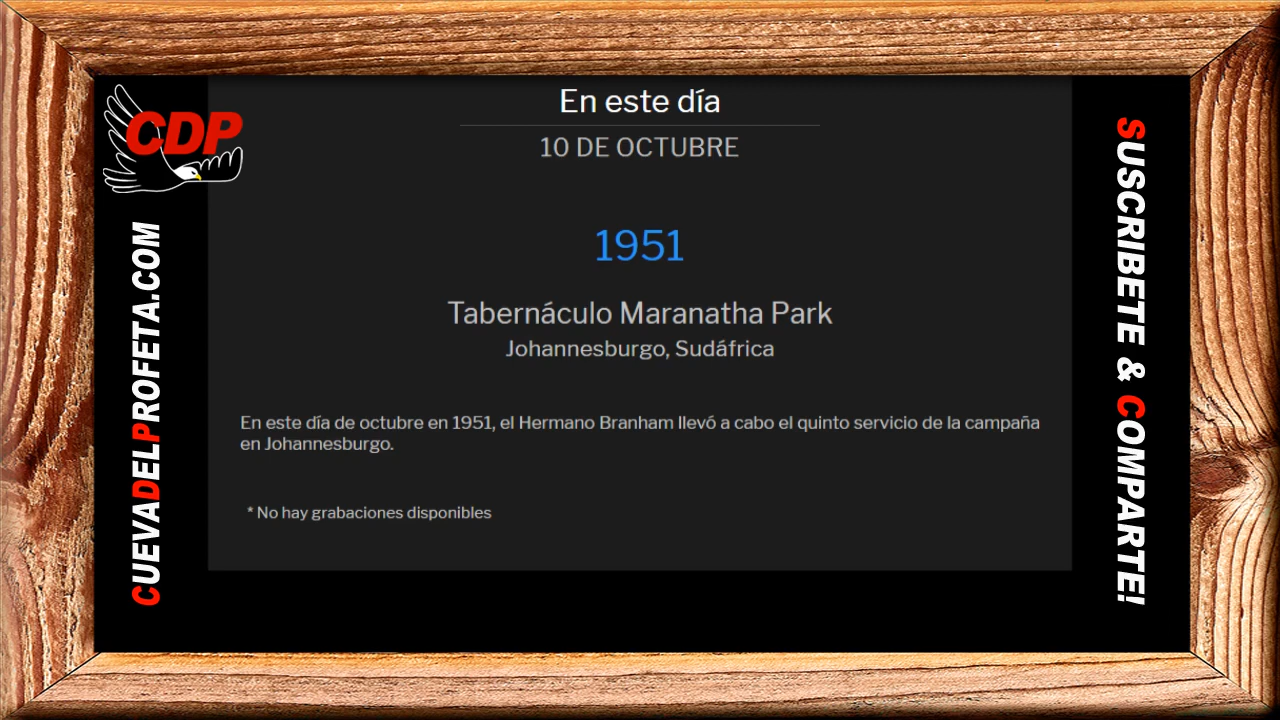 CDP
CUEVADELPROFETA.COM
En este día
10 DE OCTUBRE
1951
Tabernáculo Maranatha Park
Johannesburgo, Sudáfrica
En este día de octubre en 1951, el Hermano Branham llevó a cabo el quinto servicio de la campaña
en Johannesburgo.
* No hay grabaciones disponibles
SUSCRIBETE & COMPARTE!